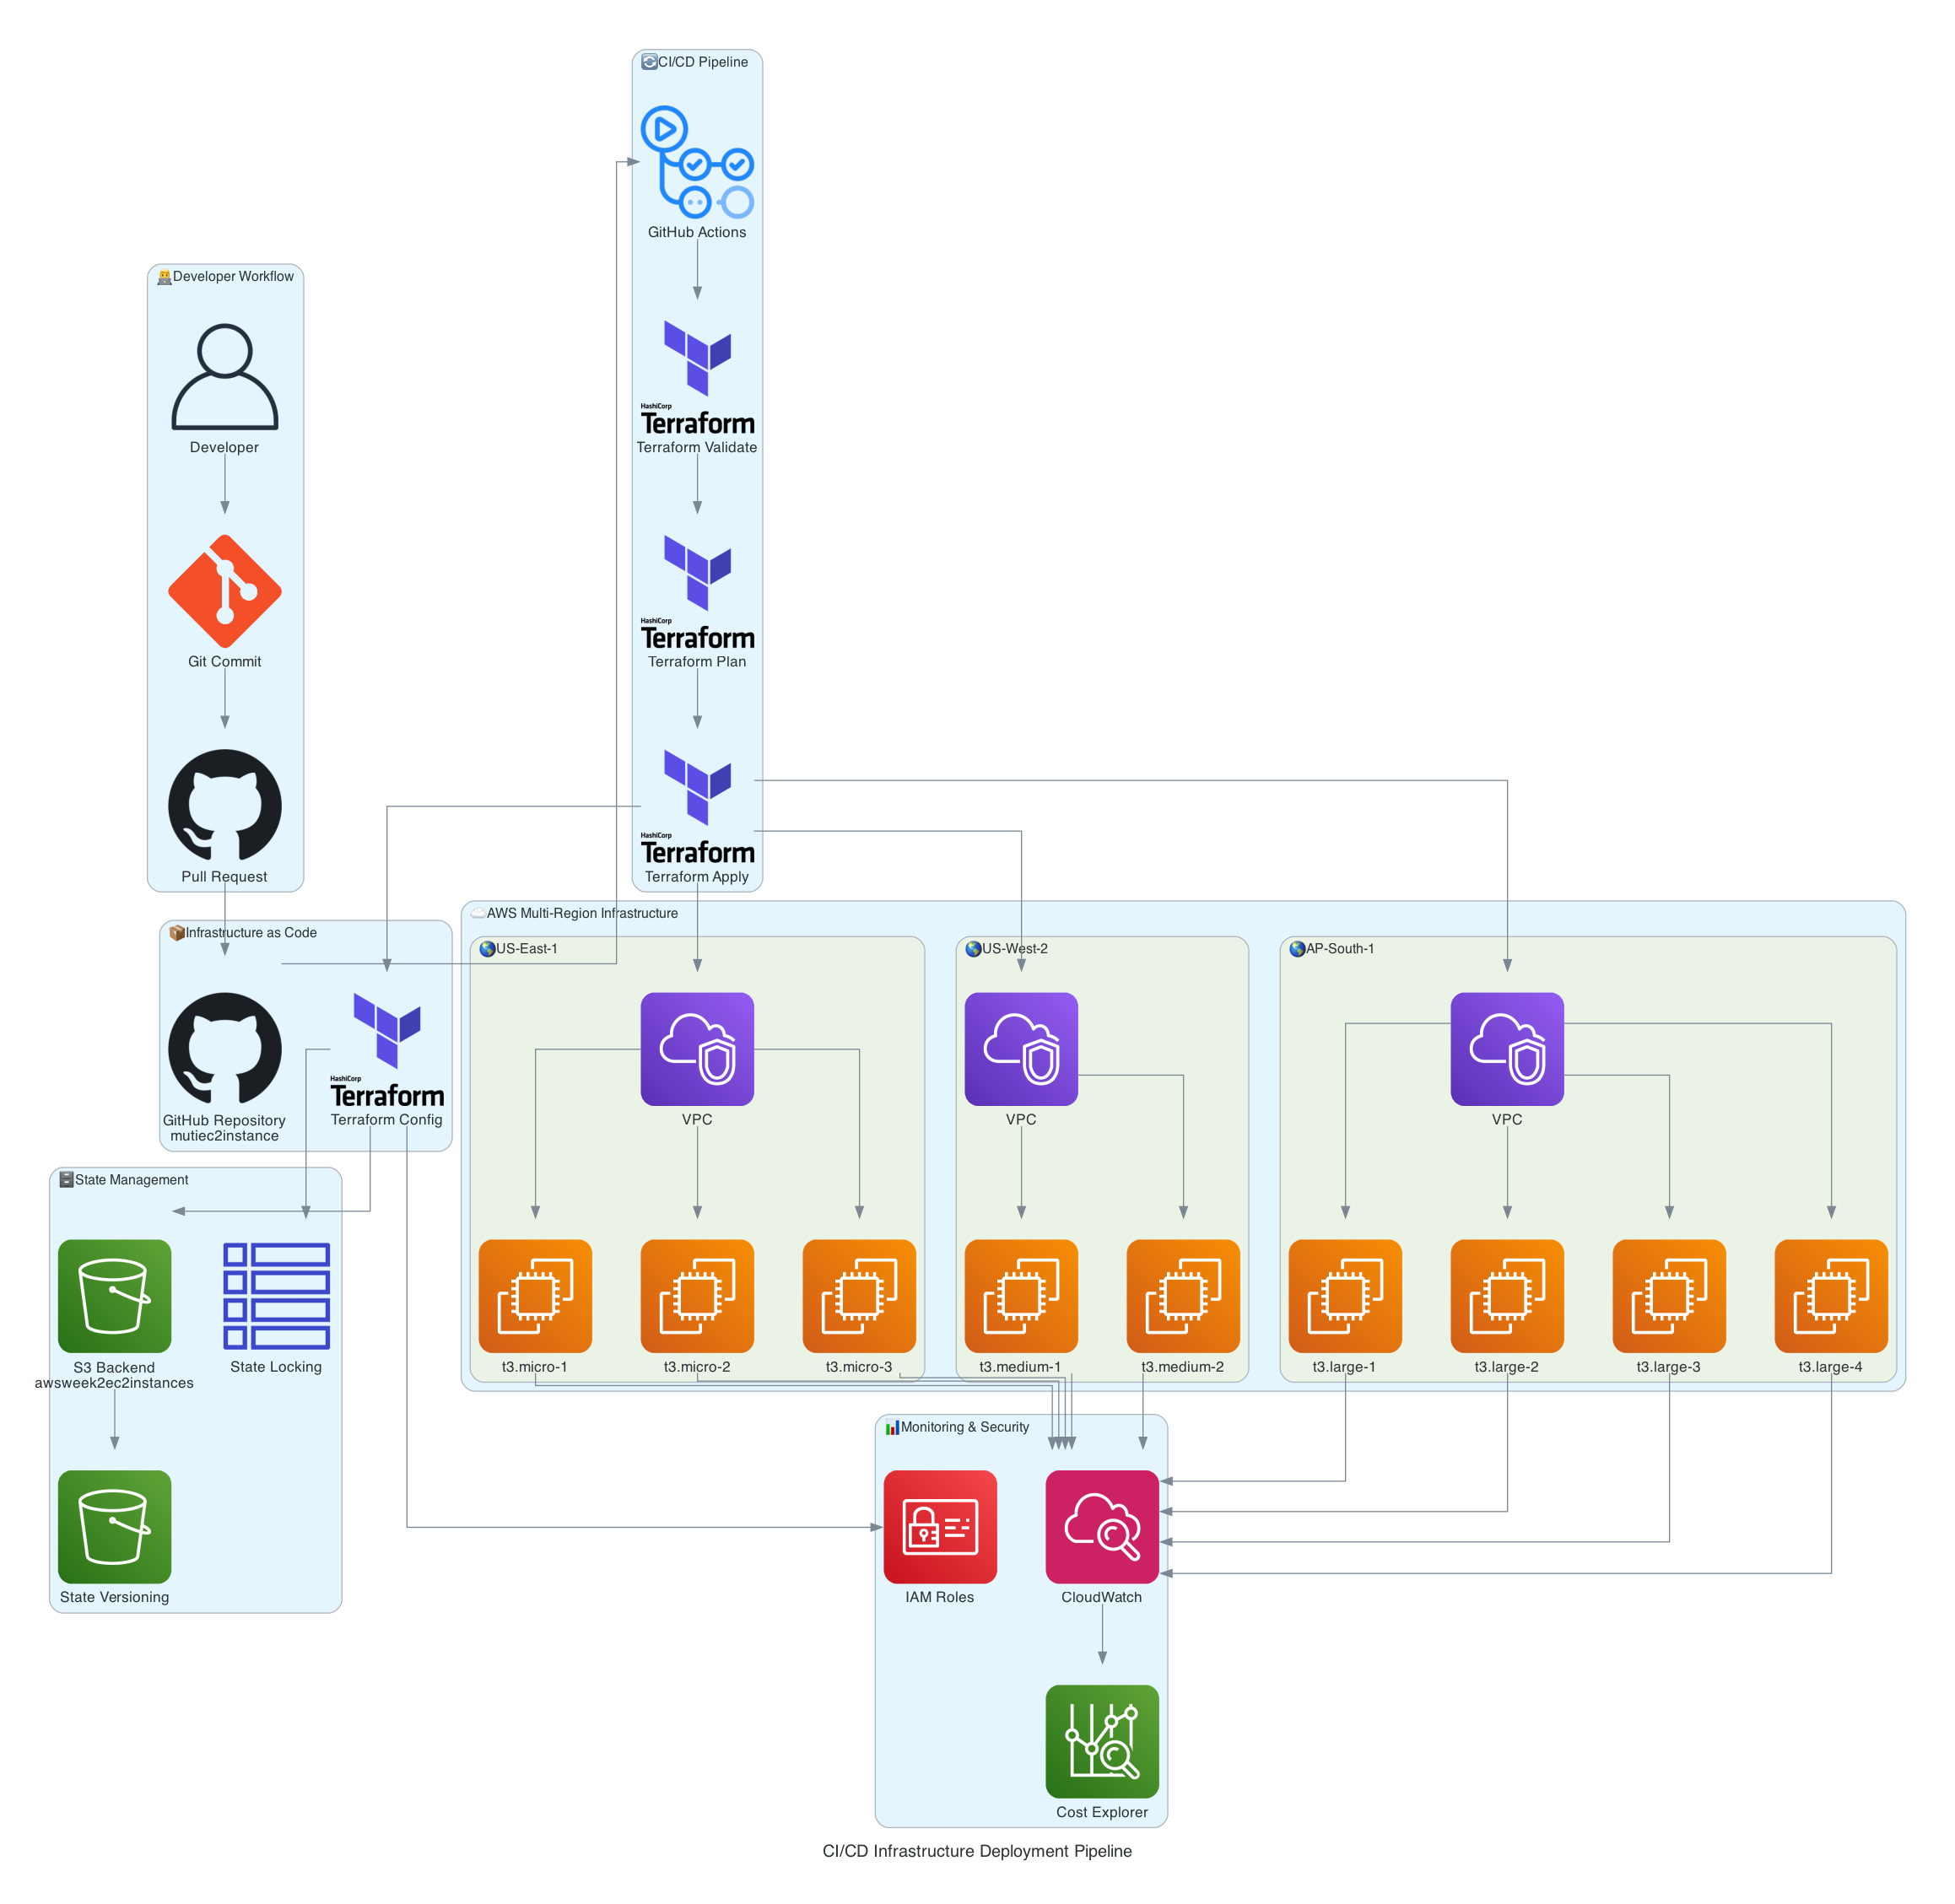 CI/CD Pipeline
GitHub Actions
HashiCorp
Terraform
Terraform Validate
HashiCorp
Terraform
Terraform Plan
HashiCorp
Terraform
Terraform Apply
Developer Workflow
Developer
Git Commit
Pull Request
Infrastructure as Code
GitHub Repository
mutiec2instance
HashiCorp
Terraform
Terraform Config
State Management
S3 Backend
awsweek2ec2instances
State Locking
State Versioning
AWS Multi-Region Infrastructure
US-East-1
VPC
t3.micro-1
t3.micro-2
t3.micro-3
US-West-2
VPC
t3.medium-1
t3.medium-2
AP-South-1
VPC
t3.large-1
t3.large-2
t3.large-3
t3.large-4
Monitoring & Security
IAM Roles
CloudWatch
Cost Explorer
CI/CD Infrastructure Deployment Pipeline